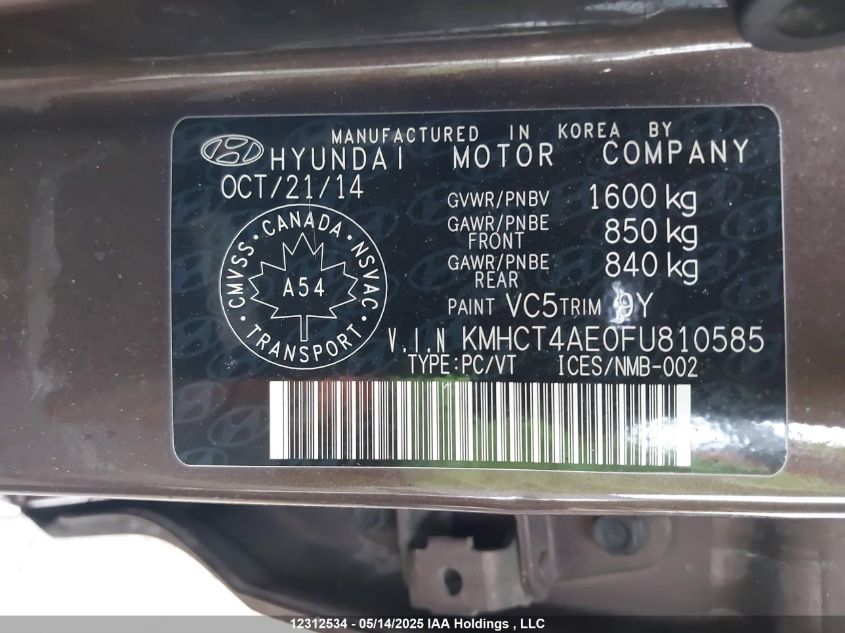 MANUFACTURED IN KOREA BY
HYUNDAI MOTOR COMPANY
OCT/21/14
GVWR/PNBV 1600 kg
GAWR/PNBE FRONT 850 kg
GAWR/PNBE REAR 840 kg
CMVSS · CANADA · NSVAC · TRANSPORT ·
A54
PAINT VC5 TRIM 9Y
V.I.N KMHCT4AE0FU810585
TYPE:PC/VT ICES/NMB-002
12312534 - 05/14/2025 IAA Holdings , LLC